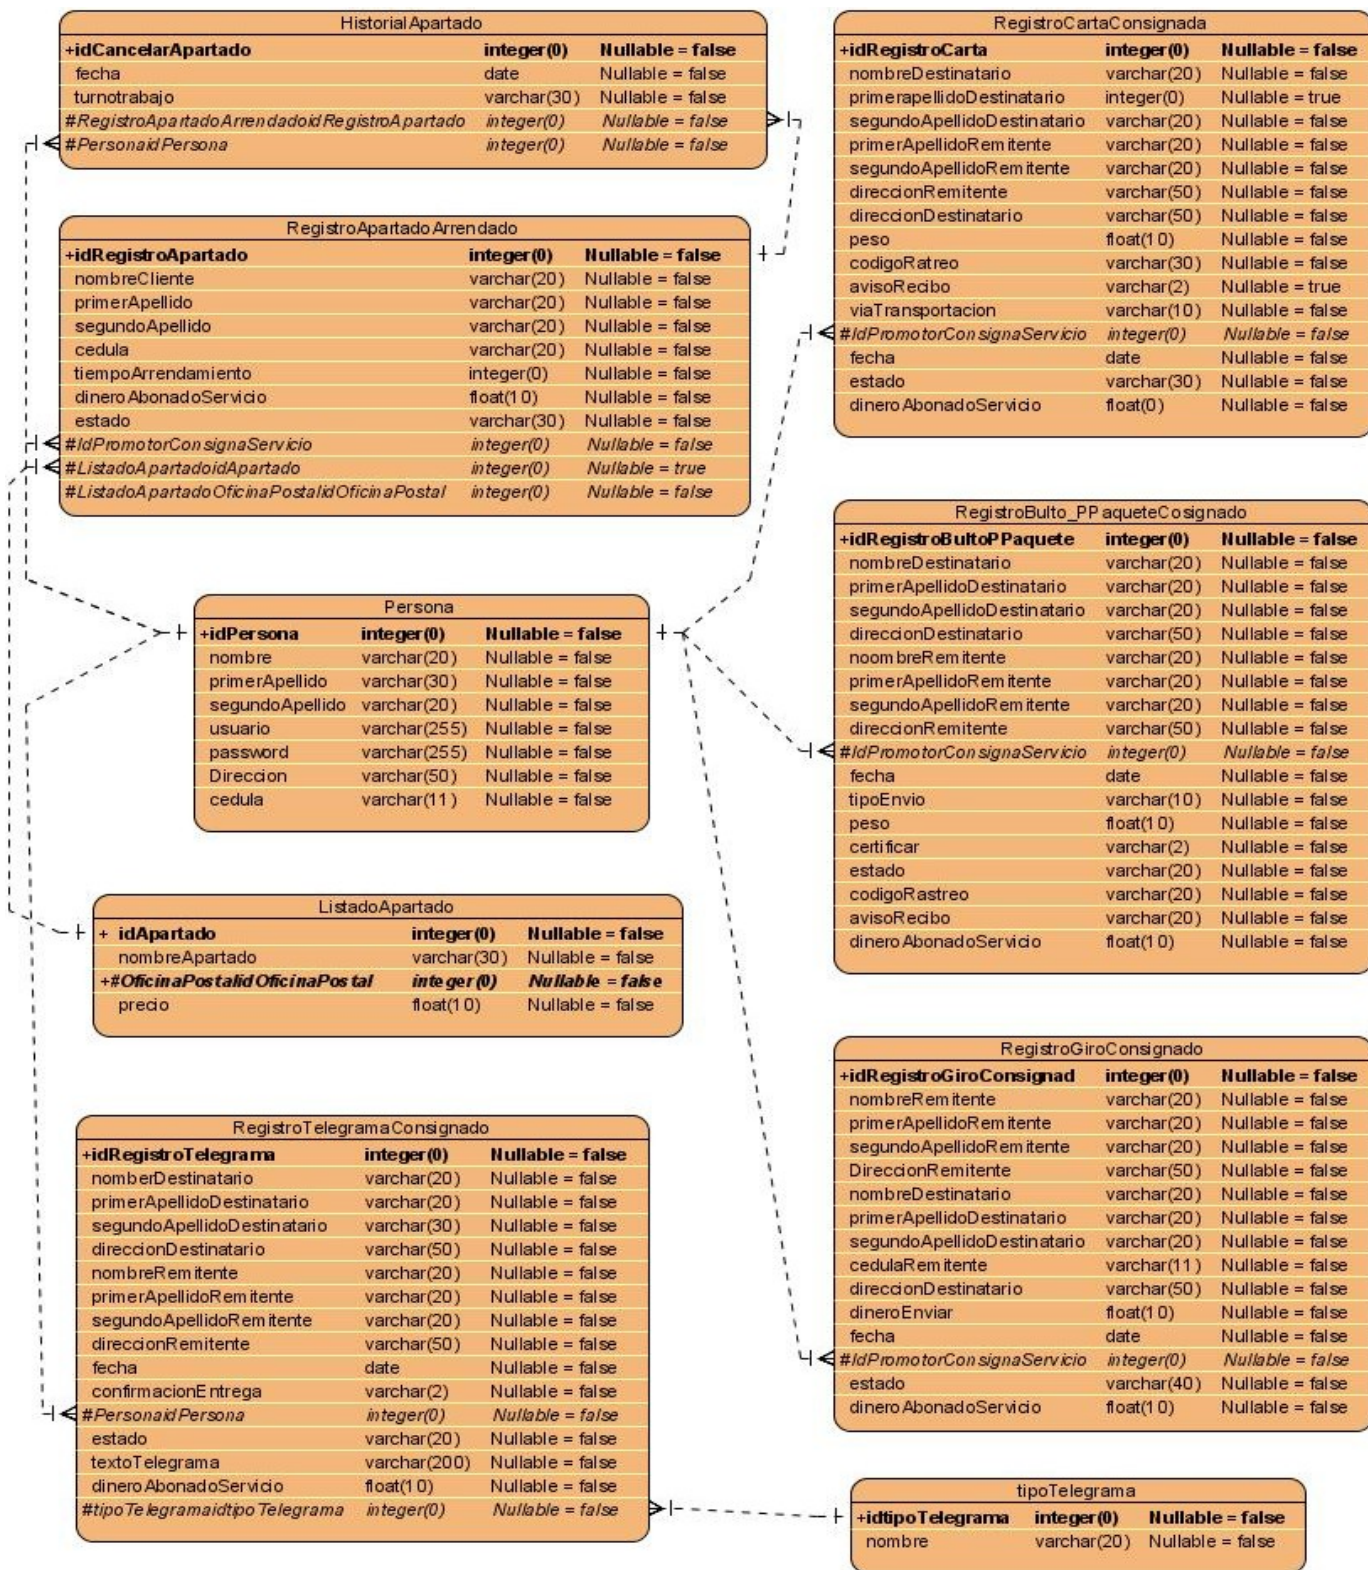 HistorialApartado
+idCancelarApartado integer(0) Nullable = false
fecha date Nullable = false
turnotrabajo varchar(30) Nullable = false
#RegistroApartadoArrendadoidRegistroApartado integer(0) Nullable = false
#PersonaidPersona integer(0) Nullable = false
RegistroApartadoArrendado
+idRegistroApartado integer(0) Nullable = false
nombreCliente varchar(20) Nullable = false
primerApellido varchar(20) Nullable = false
segundoApellido varchar(20) Nullable = false
cedula varchar(20) Nullable = false
tiempoArrendamiento integer(0) Nullable = false
dineroAbonadoServicio float(10) Nullable = false
estado varchar(30) Nullable = false
#IdPromotorConsignaServicio integer(0) Nullable = false
#ListadoApartadoidApartado integer(0) Nullable = true
#ListadoApartadoOficinaPostalidOficinaPostal integer(0) Nullable = false
Persona
+idPersona integer(0) Nullable = false
nombre varchar(20) Nullable = false
primerApellido varchar(30) Nullable = false
segundoApellido varchar(20) Nullable = false
usuario varchar(255) Nullable = false
password varchar(255) Nullable = false
Direccion varchar(50) Nullable = false
cedula varchar(11) Nullable = false
ListadoApartado
+ idApartado integer(0) Nullable = false
nombreApartado varchar(30) Nullable = false
+#OficinaPostalidOficinaPostal integer(0) Nullable = false
precio float(10) Nullable = false
RegistroTelegramaConsignado
+idRegistroTelegrama integer(0) Nullable = false
nomberDestinatario varchar(20) Nullable = false
primerApellidoDestinatario varchar(20) Nullable = false
segundoApellidoDestinatario varchar(30) Nullable = false
direccionDestinatario varchar(50) Nullable = false
nombreRemitente varchar(20) Nullable = false
primerApellidoRemitente varchar(20) Nullable = false
segundoApellidoRemitente varchar(20) Nullable = false
direccionRemitente varchar(50) Nullable = false
fecha date Nullable = false
confirmacionEntrega varchar(2) Nullable = false
#PersonaidPersona integer(0) Nullable = false
estado varchar(20) Nullable = false
textoTelegrama varchar(200) Nullable = false
dineroAbonadoServicio float(10) Nullable = false
#tipoTelegramaidtipoTelegrama integer(0) Nullable = false
RegistroCartaConsignada
+idRegistroCarta integer(0) Nullable = false
nombreDestinatario varchar(20) Nullable = false
primerapellidoDestinatario integer(0) Nullable = true
segundoApellidoDestinatario varchar(20) Nullable = false
primerApellidoRemitente varchar(20) Nullable = false
segundoApellidoRemitente varchar(20) Nullable = false
direccionRemitente varchar(50) Nullable = false
direccionDestinatario varchar(50) Nullable = false
peso float(10) Nullable = false
codigoRatreo varchar(30) Nullable = false
avisoRecibo varchar(2) Nullable = true
viaTransportacion varchar(10) Nullable = false
#IdPromotorConsignaServicio integer(0) Nullable = false
fecha date Nullable = false
estado varchar(30) Nullable = false
dineroAbonadoServicio float(0) Nullable = false
RegistroBulto_PPaqueteCosignado
+idRegistroBultoPPaquete integer(0) Nullable = false
nombreDestinatario varchar(20) Nullable = false
primerApellidoDestinatario varchar(20) Nullable = false
segundoApellidoDestinatario varchar(20) Nullable = false
direccionDestinatario varchar(50) Nullable = false
noombreRemitente varchar(20) Nullable = false
primerApellidoRemitente varchar(20) Nullable = false
segundoApellidoRemitente varchar(20) Nullable = false
direccionRemitente varchar(50) Nullable = false
#IdPromotorConsignaServicio integer(0) Nullable = false
fecha date Nullable = false
tipoEnvio varchar(10) Nullable = false
peso float(10) Nullable = false
certificar varchar(2) Nullable = false
estado varchar(20) Nullable = false
codigoRastreo varchar(20) Nullable = false
avisoRecibo varchar(20) Nullable = false
dineroAbonadoServicio float(10) Nullable = false
RegistroGiroConsignado
+idRegistroGiroConsignad integer(0) Nullable = false
nombreRemitente varchar(20) Nullable = false
primerApellidoRemitente varchar(20) Nullable = false
segundoApellidoRemitente varchar(20) Nullable = false
DireccionRemitente varchar(50) Nullable = false
nombreDestinatario varchar(20) Nullable = false
primerApellidoDestinatario varchar(20) Nullable = false
segundoApellidoDestinatario varchar(20) Nullable = false
cedulaRemitente varchar(11) Nullable = false
direccionDestinatario varchar(50) Nullable = false
dineroEnviar float(10) Nullable = false
fecha date Nullable = false
#IdPromotorConsignaServicio integer(0) Nullable = false
estado varchar(40) Nullable = false
dineroAbonadoServicio float(10) Nullable = false
tipoTelegrama
+idtipoTelegrama integer(0) Nullable = false
nombre varchar(20) Nullable = false